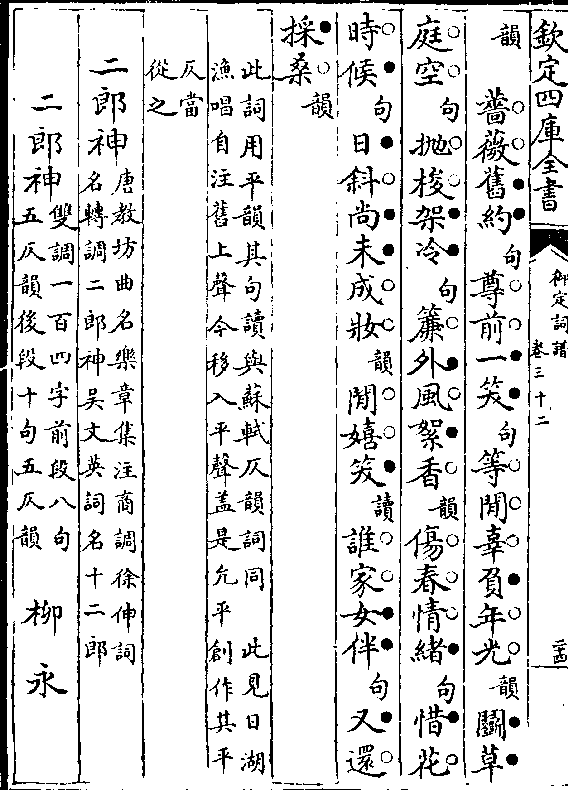 欽定四庫全書
御定詞譜
卷三十二
韻 薔薇舊約 句 尊前一笑 句 等閒辜負年光 韻 鬬草
庭空 句 抛梭架冷 句 簾外風絮香 韻 傷春情緒 句 惜花
時候 句 日斜尚未成妝 韻 閒嬉笑 讀 誰家女伴 句 又還
採桑 韻
此詞用平韻其句讀與蘇軾仄韻詞同 此見日湖
漁唱自注舊上聲今移入平聲盖是允平創作其平
仄當
從之
二郎神 唐教坊曲名樂章集注商調徐伸詞
名轉調二郎神吴文英詞名十二郎
二郎神 雙調一百四字前段八句
五仄韻後段十句五仄韻 柳永